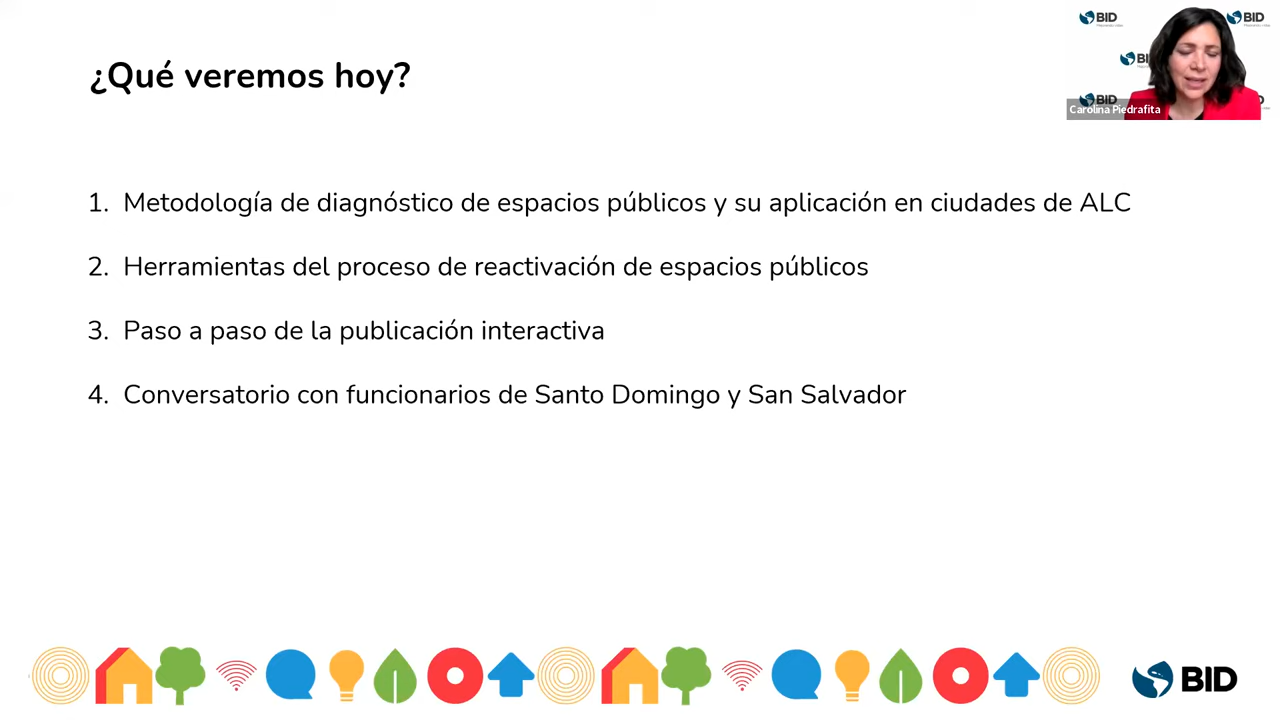 ¿Qué veremos hoy?
BID
BID
BID
Carolina Piedrafita
1. Metodología de diagnóstico de espacios públicos y su aplicación en ciudades de ALC
2. Herramientas del proceso de reactivación de espacios públicos
3. Paso a paso de la publicación interactiva
4. Conversatorio con funcionarios de Santo Domingo y San Salvador
BID